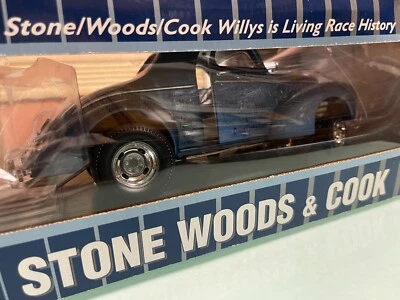 Stone/Woods/Cook Willys is Living Race History
STONE WOODS & COOK